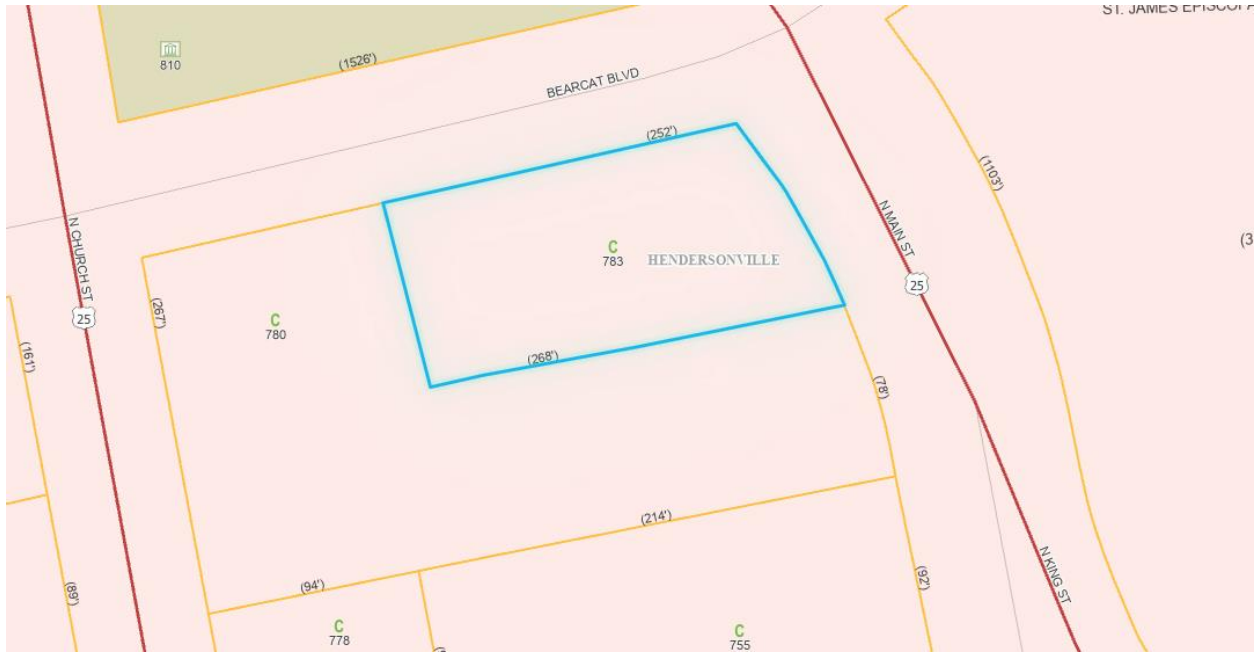 ST. JAMES EPISCOPA
810
(1526')
BEARCAT BLVD
(252')
(1103')
N MAIN ST
N CHURCH ST
C
783
HENDERSONVILLE
(3
25
25
(267')
C
780
(161')
(268')
(78')
(214')
(94')
(89')
(92')
N KING ST
C
778
C
755